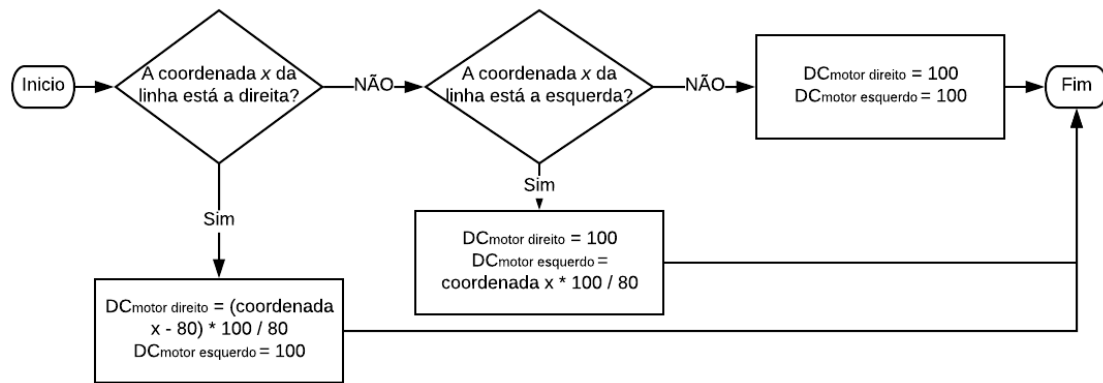 Inicio
A coordenada x da
linha está a direita?
NÃO
A coordenada x da
linha está a esquerda?
NÃO
DCmotor direito = 100
DCmotor esquerdo = 100
Fim
Sim
Sim
DCmotor direito = 100
DCmotor esquerdo =
coordenada x * 100 / 80
DCmotor direito = (coordenada
x - 80) * 100 / 80
DCmotor esquerdo = 100